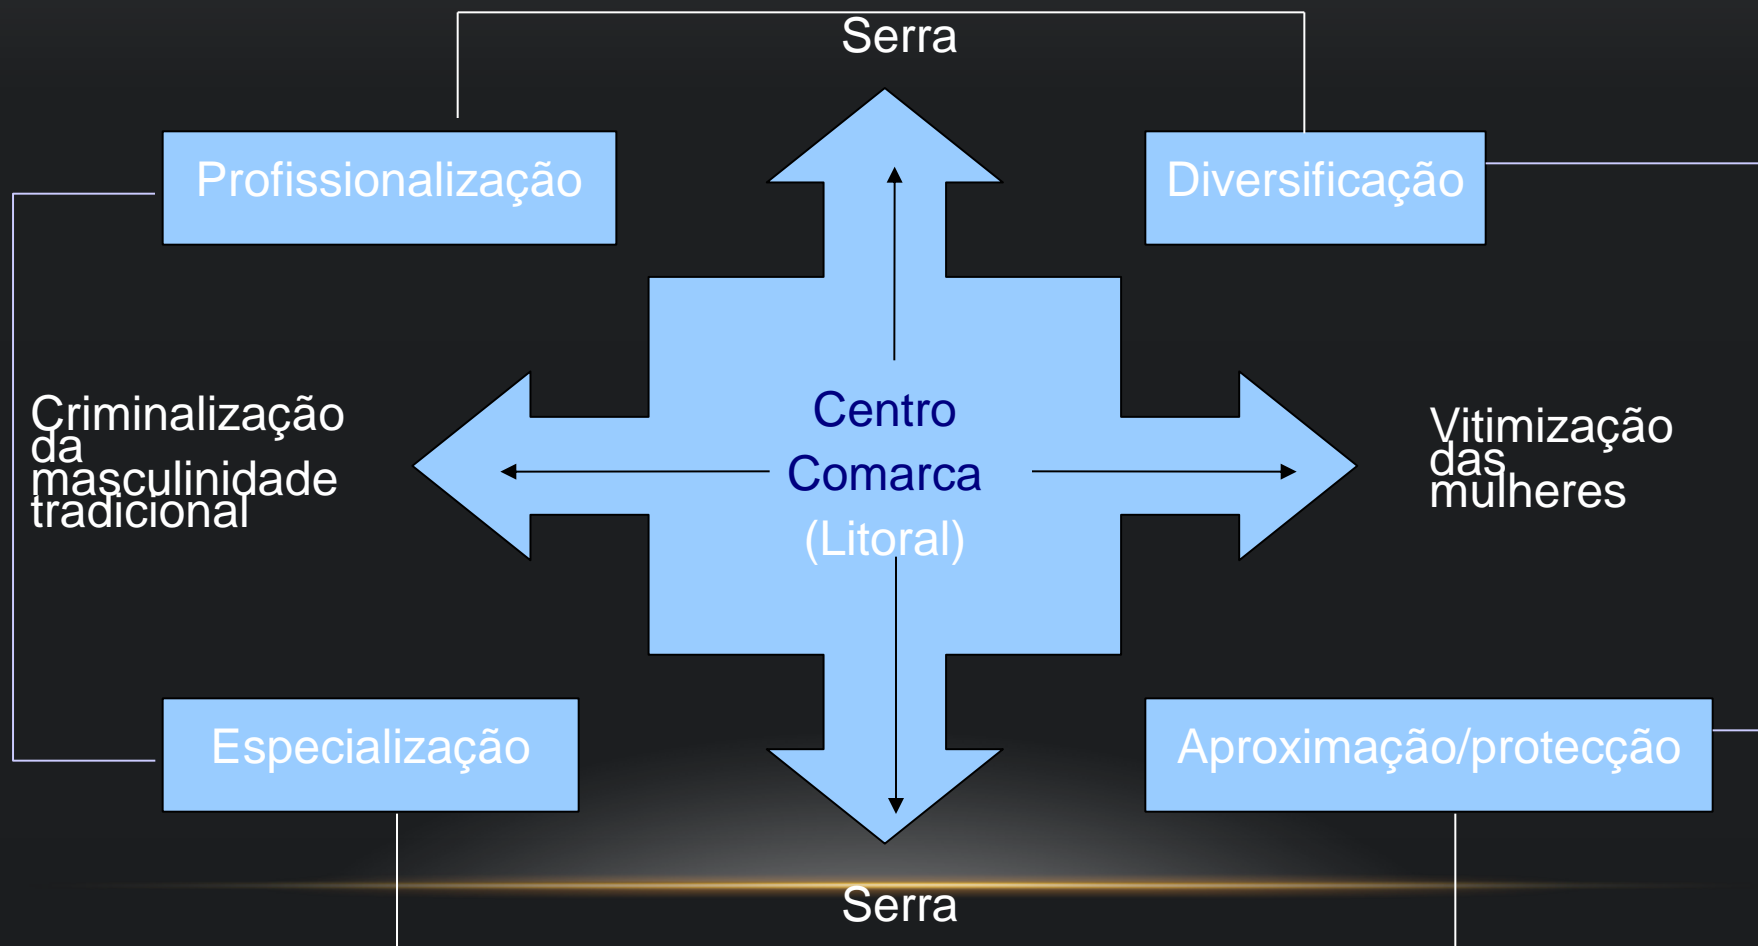 Serra
Profissionalização
Diversificação
Criminalização
da
masculinidade
tradicional
Centro
Comarca
(Litoral)
Vitimização
das
mulheres
Especialização
Aproximação/protecção
Serra